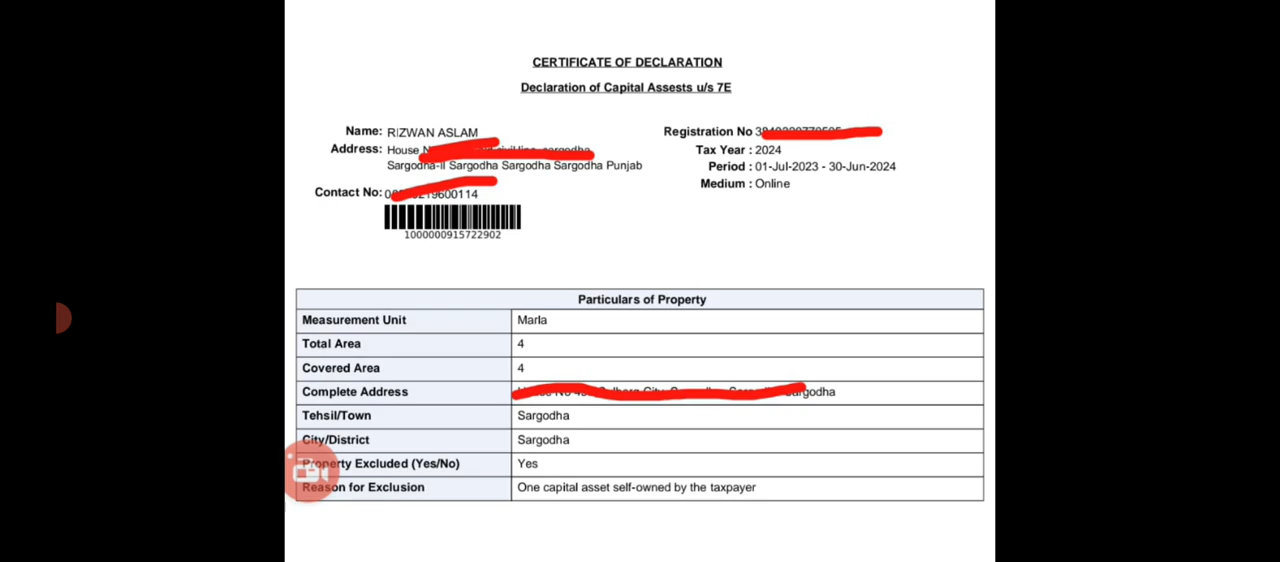 CERTIFICATE OF DECLARATION
Declaration of Capital Assests u/s 7E
Name: RIZWAN ASLAM
Address: House
Sargodha-II Sargodha Sargodha Sargodha Punjab
Contact No:
1000000915722902
Registration No
Tax Year : 2024
Period : 01-Jul-2023 - 30-Jun-2024
Medium : Online
Particulars of Property
Measurement Unit Marla
Total Area 4
Covered Area 4
Complete Address
Tehsil/Town Sargodha
City/District Sargodha
Property Excluded (Yes/No) Yes
Reason for Exclusion One capital asset self-owned by the taxpayer